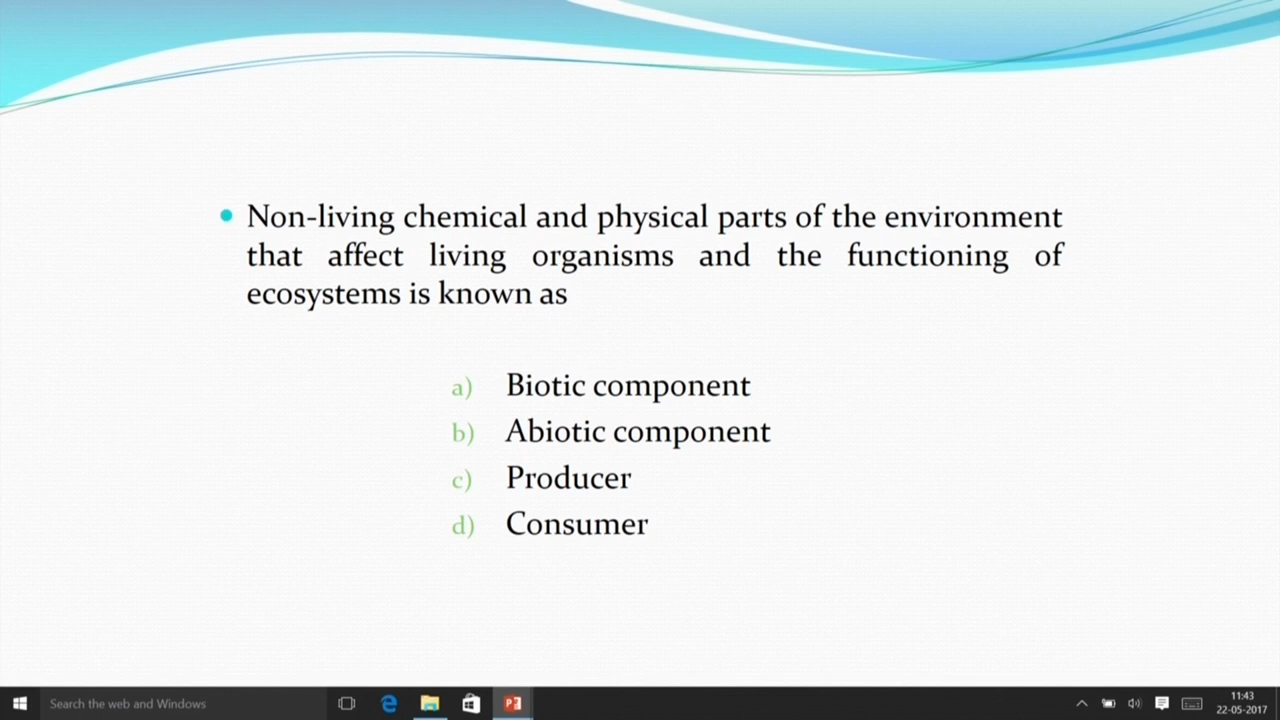 Non-living chemical and physical parts of the environment
that affect living organisms and the functioning of
ecosystems is known as
a) Biotic component
b) Abiotic component
c) Producer
d) Consumer
Search the web and Windows
11:43
22-05-2017